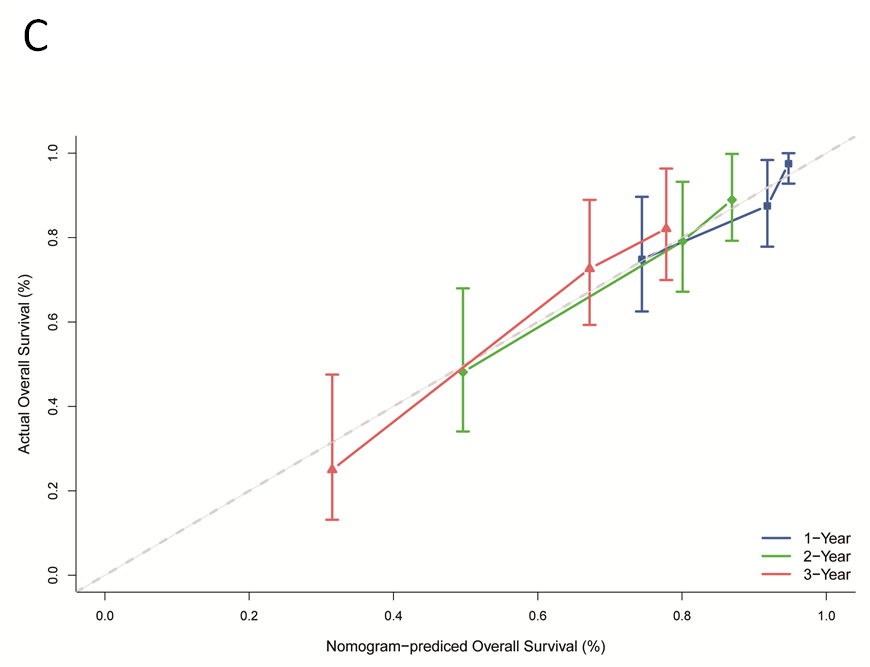 C
1.0
0.8
0.6
0.4
0.2
0.0
Actual Overall Survival (%)
0.0 0.2 0.4 0.6 0.8 1.0
Nomogram−prediced Overall Survival (%)
1−Year
2−Year
3−Year